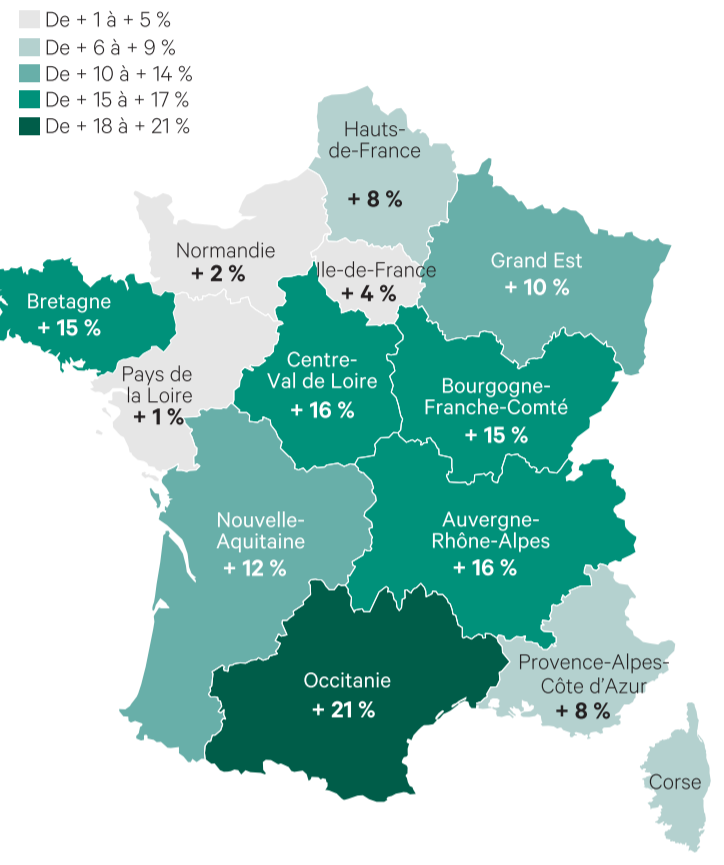 De + 1 à + 5 %
De + 6 à + 9 %
De + 10 à + 14 %
De + 15 à + 17 %
De + 18 à + 21 %
Hauts-
de-France
+ 8 %
Normandie
+ 2 %
Ile-de-France
+ 4 %
Grand Est
+ 10 %
Bretagne
+ 15 %
Pays de
la Loire
+ 1 %
Centre-
Val de Loire
+ 16 %
Bourgogne-
Franche-Comté
+ 15 %
Nouvelle-
Aquitaine
+ 12 %
Auvergne-
Rhône-Alpes
+ 16 %
Occitanie
+ 21 %
Provence-Alpes-
Côte d'Azur
+ 8 %
Corse